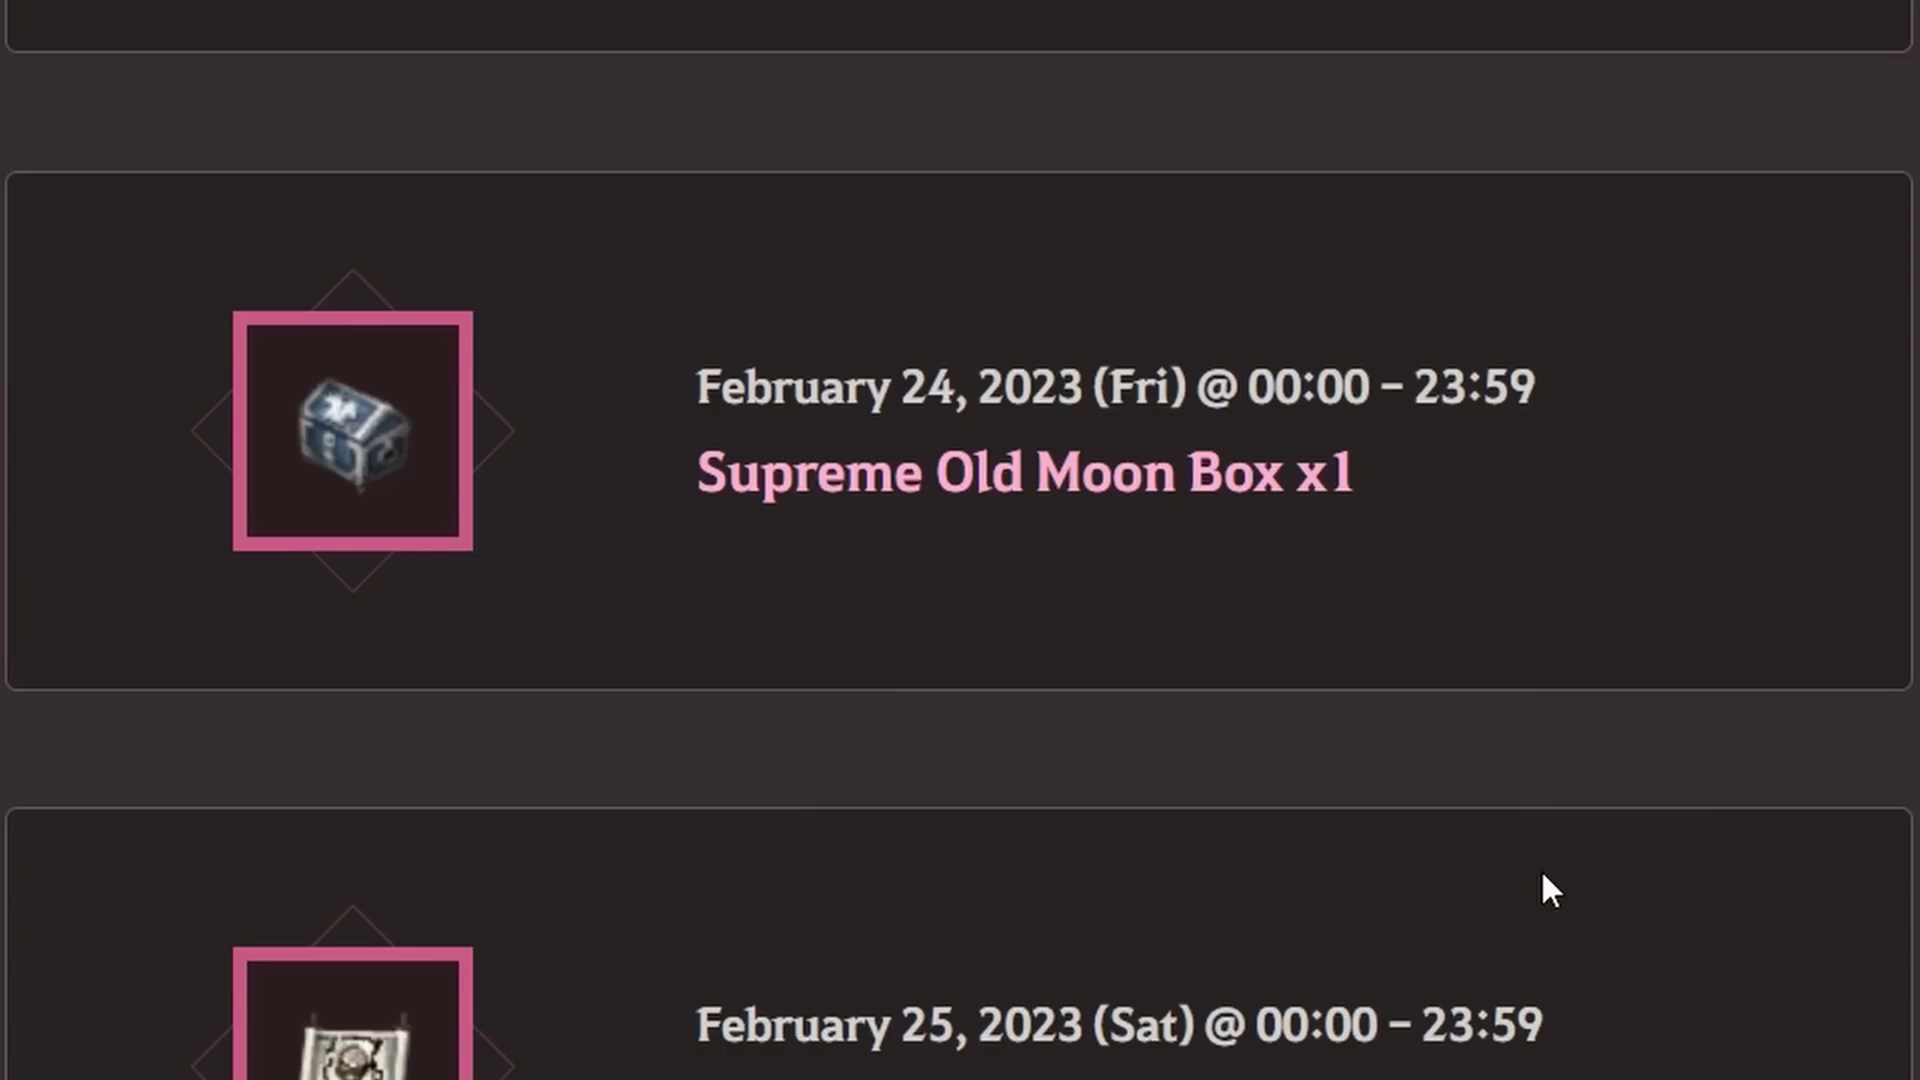 February 24, 2023 (Fri) @ 00:00 – 23:59
Supreme Old Moon Box x1
February 25, 2023 (Sat) @ 00:00 – 23:59